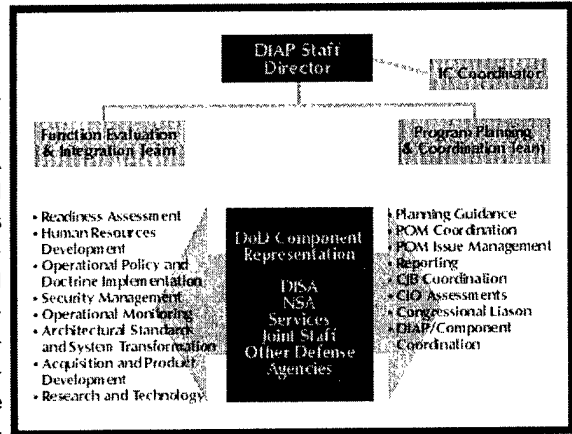 DIAP Staff
Director
IC Coordinator
Function Evaluation
& Integration Team
Program Planning
& Coordination Team
• Readiness Assessment
• Human Resources
Development
• Operational Policy and
Doctrine Implementation
• Security Management
• Operational Monitoring
• Architectural Standards
and System Transformation
• Acquisition and Product
Development
• Research and Technology
DoD Component
Representation
DISA
NSA
Services
Joint Staff
Other Defense
Agencies
• Planning Guidance
• POM Coordination
• POM Issue Management
• Reporting
• CJB Coordination
• CIO Assessments
• Congressional Liason
• DIAP/Component
Coordination